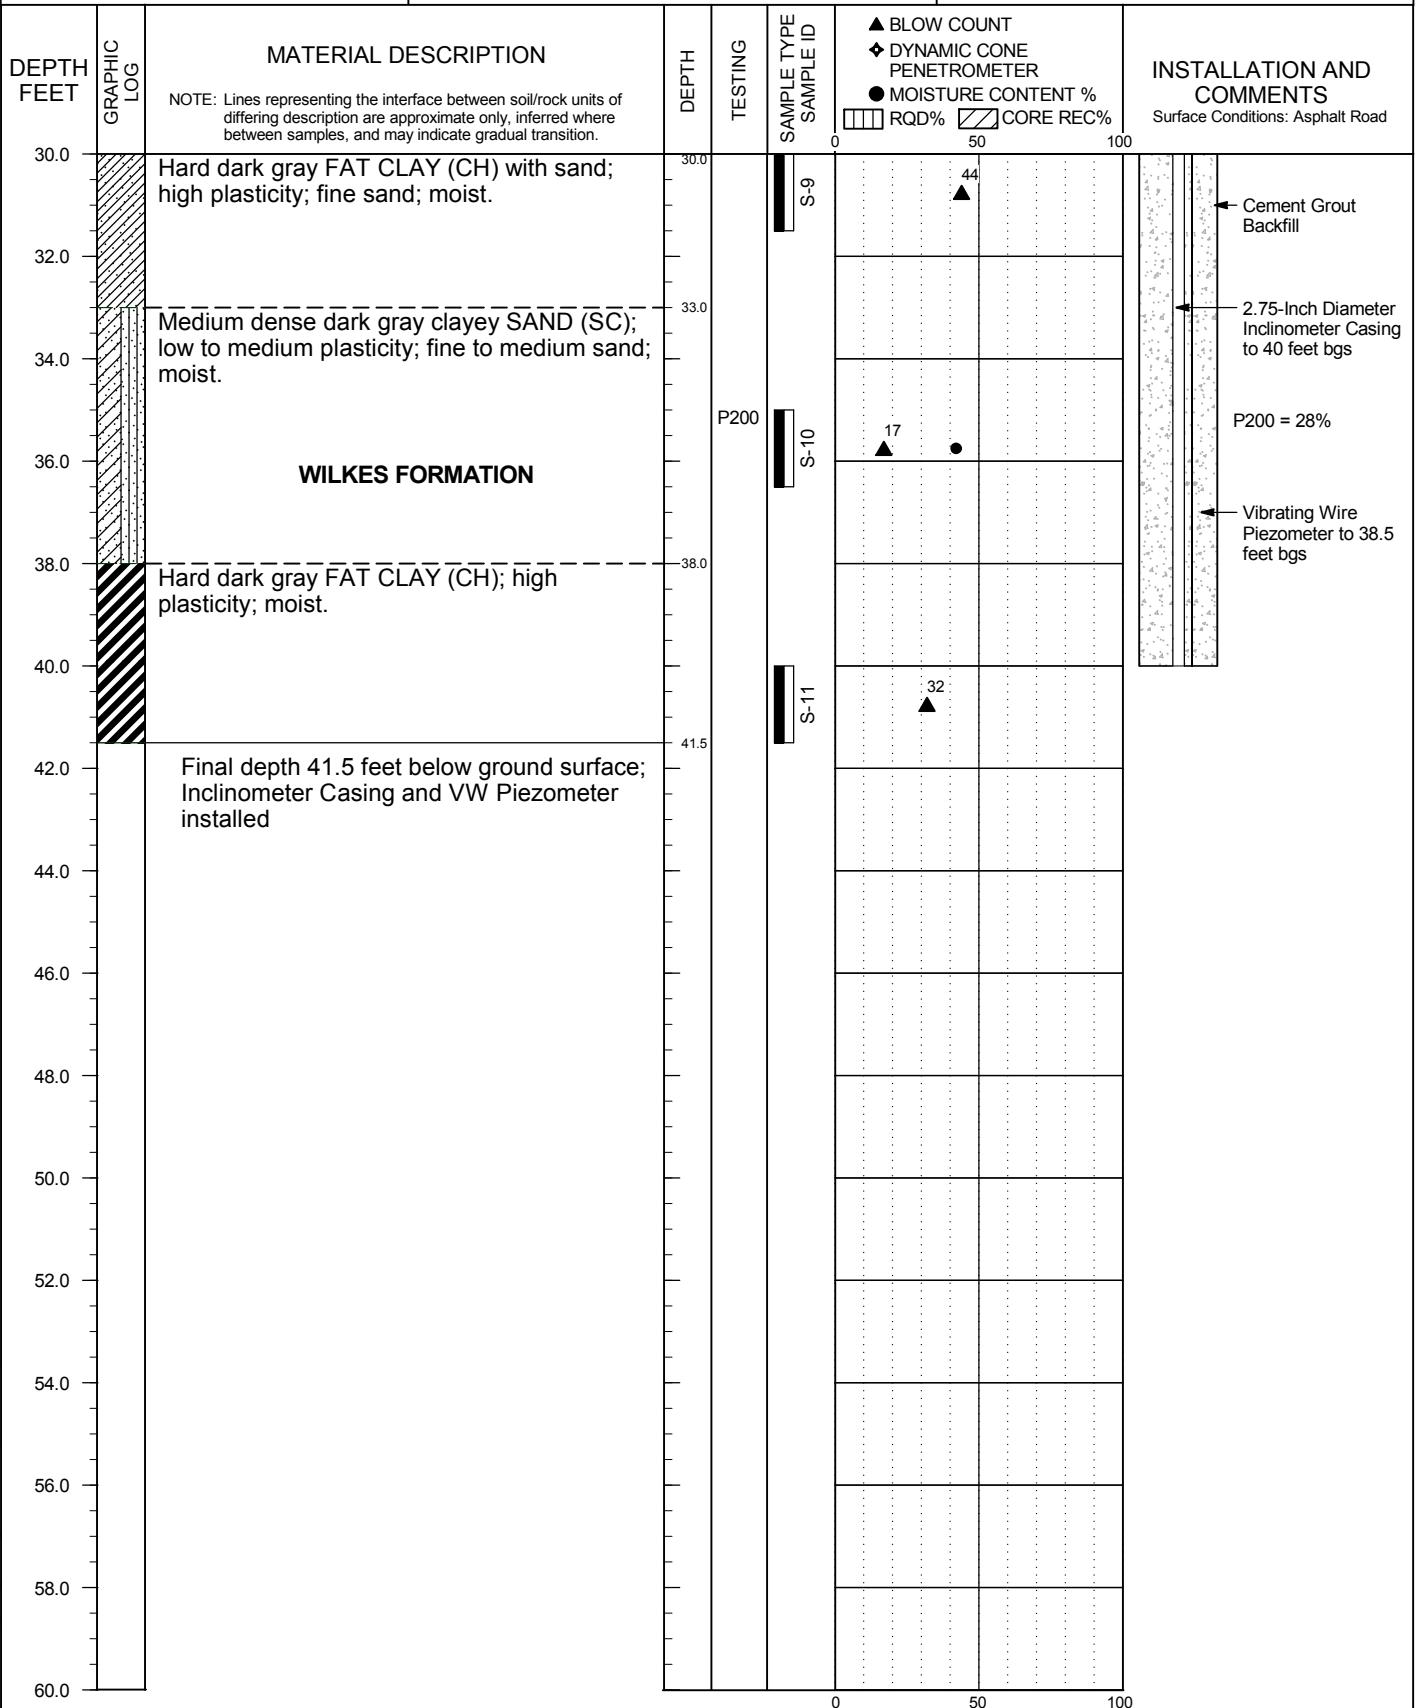 DEPTH
FEET
GRAPHIC
LOG
MATERIAL DESCRIPTION
NOTE: Lines representing the interface between soil/rock units of
differing description are approximate only, inferred where
between samples, and may indicate gradual transition.
DEPTH
TESTING
SAMPLE TYPE
SAMPLE ID
BLOW COUNT
DYNAMIC CONE
PENETROMETER
MOISTURE CONTENT %
RQD%
CORE REC%
0 50 100
INSTALLATION AND
COMMENTS
Surface Conditions: Asphalt Road
30.0
Hard dark gray FAT CLAY (CH) with sand;
high plasticity; fine sand; moist.
30.0
S-9
44
Cement Grout
Backfill
32.0
33.0
Medium dense dark gray clayey SAND (SC);
low to medium plasticity; fine to medium sand;
moist.
2.75-Inch Diameter
Inclinometer Casing
to 40 feet bgs
34.0
P200
S-10
17
P200 = 28%
36.0
WILKES FORMATION
Vibrating Wire
Piezometer to 38.5
feet bgs
38.0
38.0
Hard dark gray FAT CLAY (CH); high
plasticity; moist.
40.0
S-11
32
41.5
42.0
Final depth 41.5 feet below ground surface;
Inclinometer Casing and VW Piezometer
installed
44.0
46.0
48.0
50.0
52.0
54.0
56.0
58.0
60.0
0 50 100